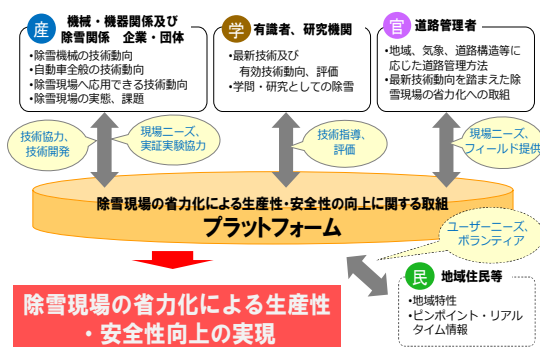 産 機械・機器関係及び
除雪関係 企業・団体
•除雪機械の技術動向
•自動車全般の技術動向
•除雪現場へ応用できる技術動向
•除雪現場の実態、課題
学 有識者、研究機関
•最新技術及び
有効技術動向、評価
•学問・研究としての除雪
官 道路管理者
•地域、気象、道路構造等に
応じた道路管理方法
•最新技術動向を踏まえた除
雪現場の省力化への取組
技術協力、
技術開発
現場ニーズ、
実証実験協力
技術指導、
評価
現場ニーズ、
フィールド提供
除雪現場の省力化による生産性・安全性の向上に関する取組
プラットフォーム
ユーザーニーズ、
ボランティア
民 地域住民等
•地域特性
•ピンポイント・リアル
タイム情報
除雪現場の省力化による生産性
・安全性向上の実現